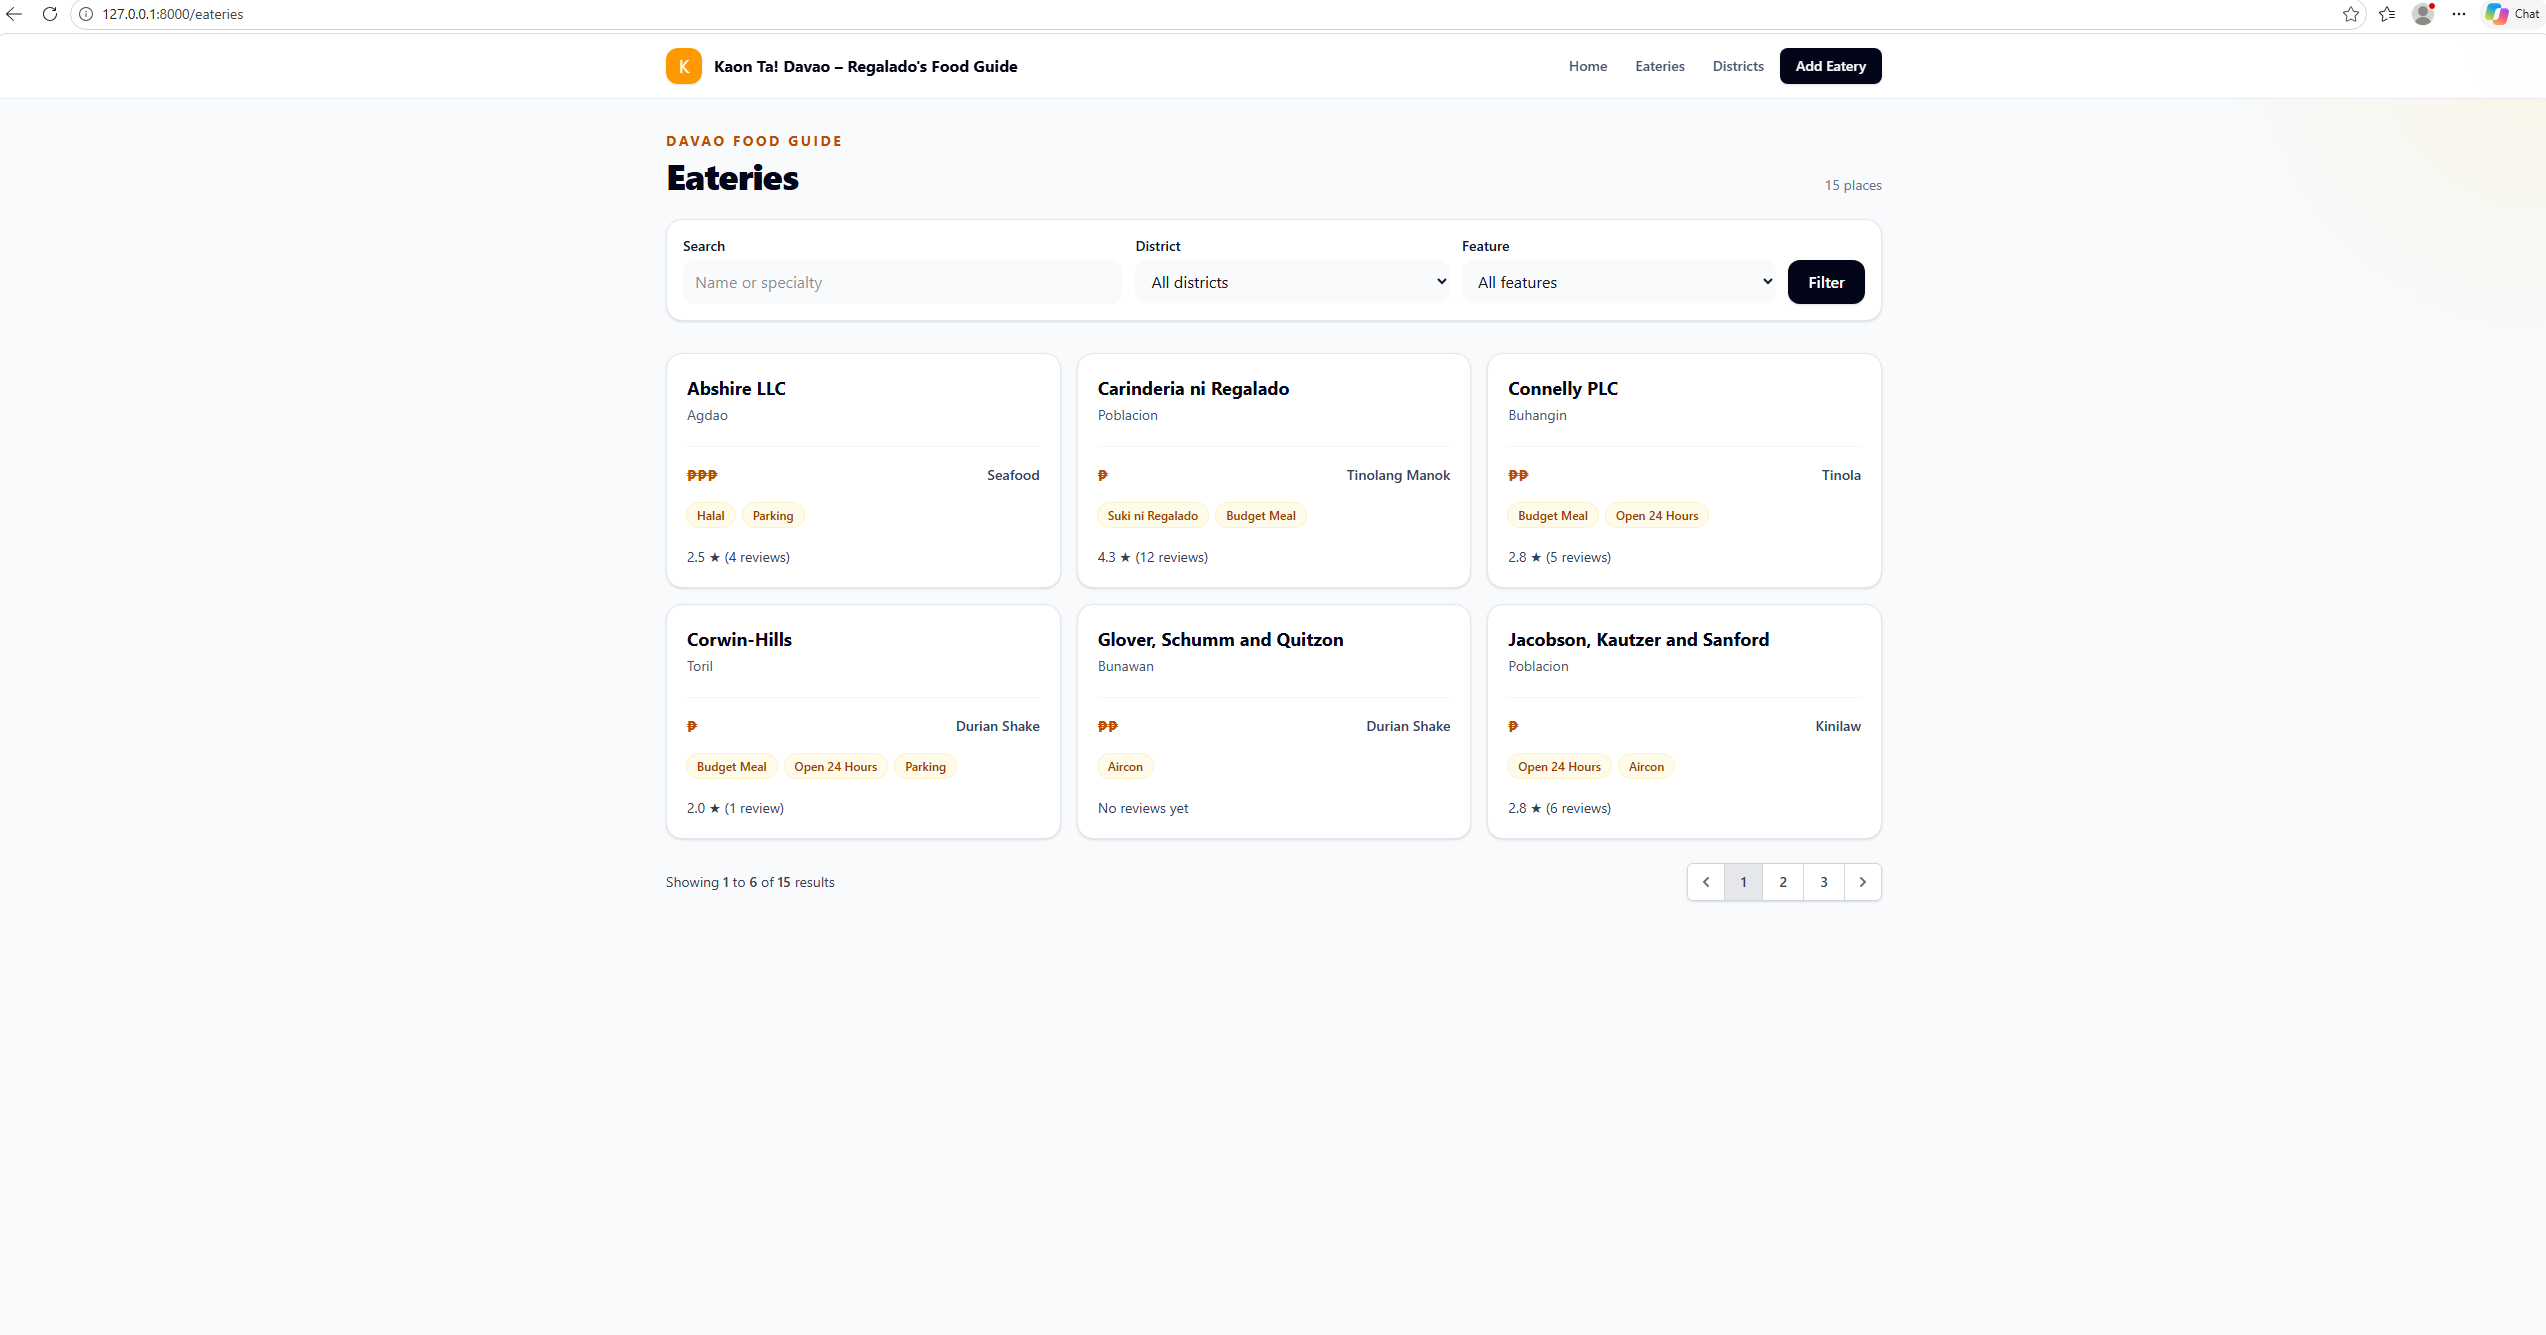 127.0.0.1:8000/eateries
Chat
K
Kaon Ta! Davao – Regalado's Food Guide
Home
Eateries
Districts
Add Eatery
DAVAO FOOD GUIDE
Eateries
15 places
Search
District
Feature
Name or specialty
All districts
All features
Filter
Abshire LLC
Agdao
₱₱₱
Seafood
Halal
Parking
2.5 ★ (4 reviews)
Carinderia ni Regalado
Poblacion
₱
Tinolang Manok
Suki ni Regalado
Budget Meal
4.3 ★ (12 reviews)
Connelly PLC
Buhangin
₱₱
Tinola
Budget Meal
Open 24 Hours
2.8 ★ (5 reviews)
Corwin-Hills
Toril
₱
Durian Shake
Budget Meal
Open 24 Hours
Parking
2.0 ★ (1 review)
Glover, Schumm and Quitzon
Bunawan
₱₱
Durian Shake
Aircon
No reviews yet
Jacobson, Kautzer and Sanford
Poblacion
₱
Kinilaw
Open 24 Hours
Aircon
2.8 ★ (6 reviews)
Showing 1 to 6 of 15 results
1
2
3